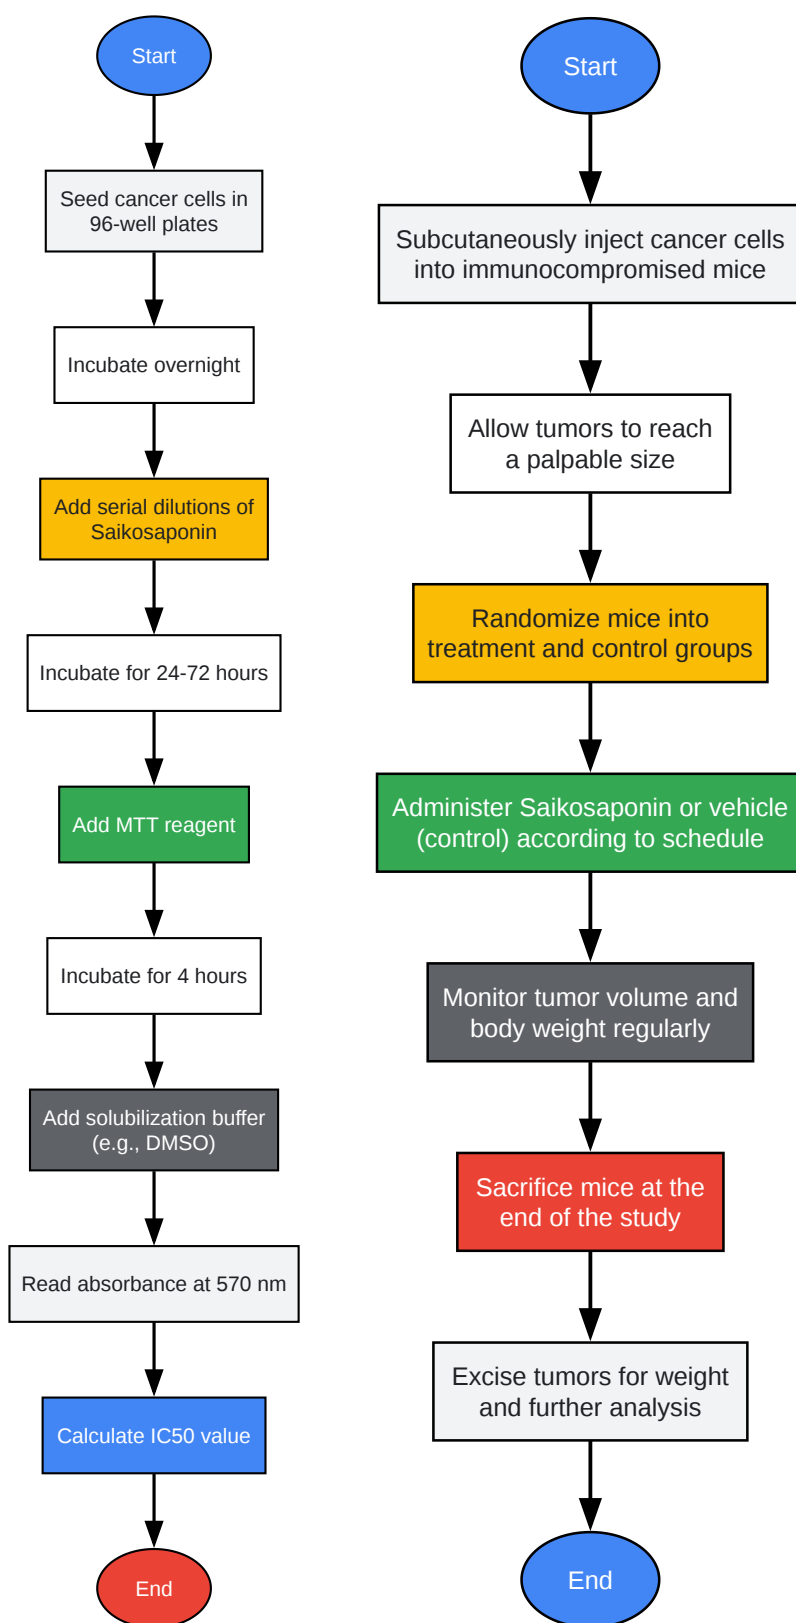 Start
Seed cancer cells in
96-well plates
Incubate overnight
Add serial dilutions of
Saikosaponin
Incubate for 24-72 hours
Add MTT reagent
Incubate for 4 hours
Add solubilization buffer
(e.g., DMSO)
Read absorbance at 570 nm
Calculate IC50 value
End
Start
Subcutaneously inject cancer cells
into immunocompromised mice
Allow tumors to reach
a palpable size
Randomize mice into
treatment and control groups
Administer Saikosaponin or vehicle
(control) according to schedule
Monitor tumor volume and
body weight regularly
Sacrifice mice at the
end of the study
Excise tumors for weight
and further analysis
End